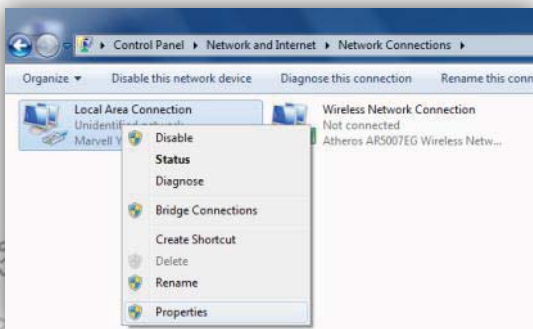 Control Panel ▸ Network and Internet ▸ Network Connections ▸
Organize ▾ Disable this network device Diagnose this connection Rename this conn
Local Area Connection
Unidentified network
Marvell Y
Wireless Network Connection
Not connected
Atheros AR5007EG Wireless Netw...
Disable
Status
Diagnose
Bridge Connections
Create Shortcut
Delete
Rename
Properties